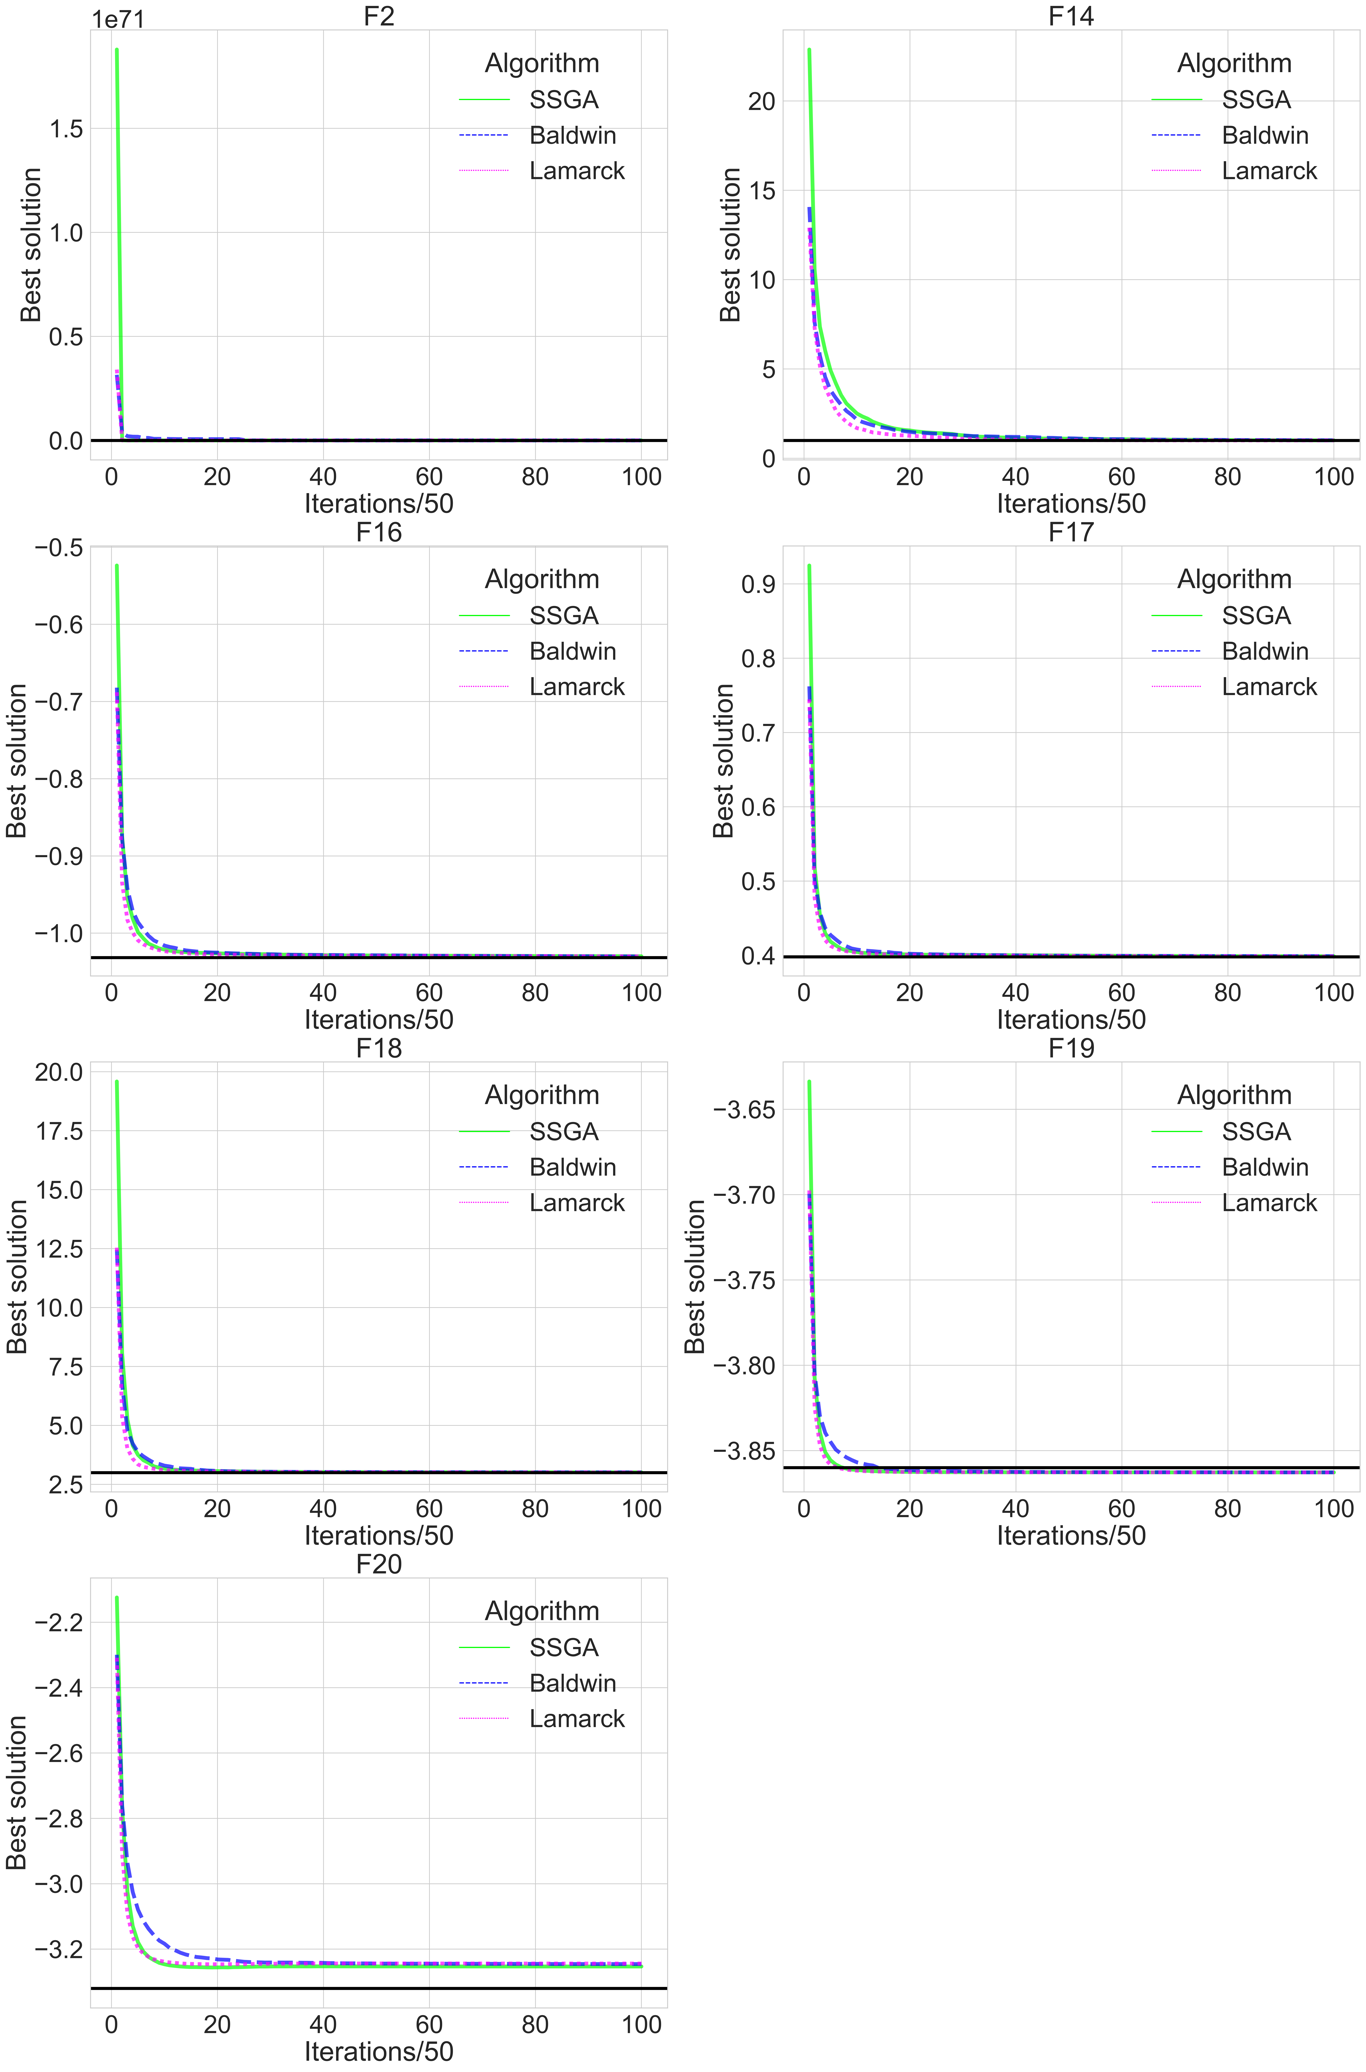 F2
1e71
1.5
1.0
0.5
0.0
Best solution
Algorithm
SSGA
Baldwin
Lamarck
0 20 40 60 80 100
Iterations/50
F14
20
15
10
5
0
Best solution
Algorithm
SSGA
Baldwin
Lamarck
0 20 40 60 80 100
Iterations/50
F16
−0.5
−0.6
−0.7
−0.8
−0.9
−1.0
Best solution
Algorithm
SSGA
Baldwin
Lamarck
0 20 40 60 80 100
Iterations/50
F17
0.9
0.8
0.7
0.6
0.5
0.4
Best solution
Algorithm
SSGA
Baldwin
Lamarck
0 20 40 60 80 100
Iterations/50
F18
20.0
17.5
15.0
12.5
10.0
7.5
5.0
2.5
Best solution
Algorithm
SSGA
Baldwin
Lamarck
0 20 40 60 80 100
Iterations/50
F19
−3.65
−3.70
−3.75
−3.80
−3.85
Best solution
Algorithm
SSGA
Baldwin
Lamarck
0 20 40 60 80 100
Iterations/50
F20
−2.2
−2.4
−2.6
−2.8
−3.0
−3.2
Best solution
Algorithm
SSGA
Baldwin
Lamarck
0 20 40 60 80 100
Iterations/50